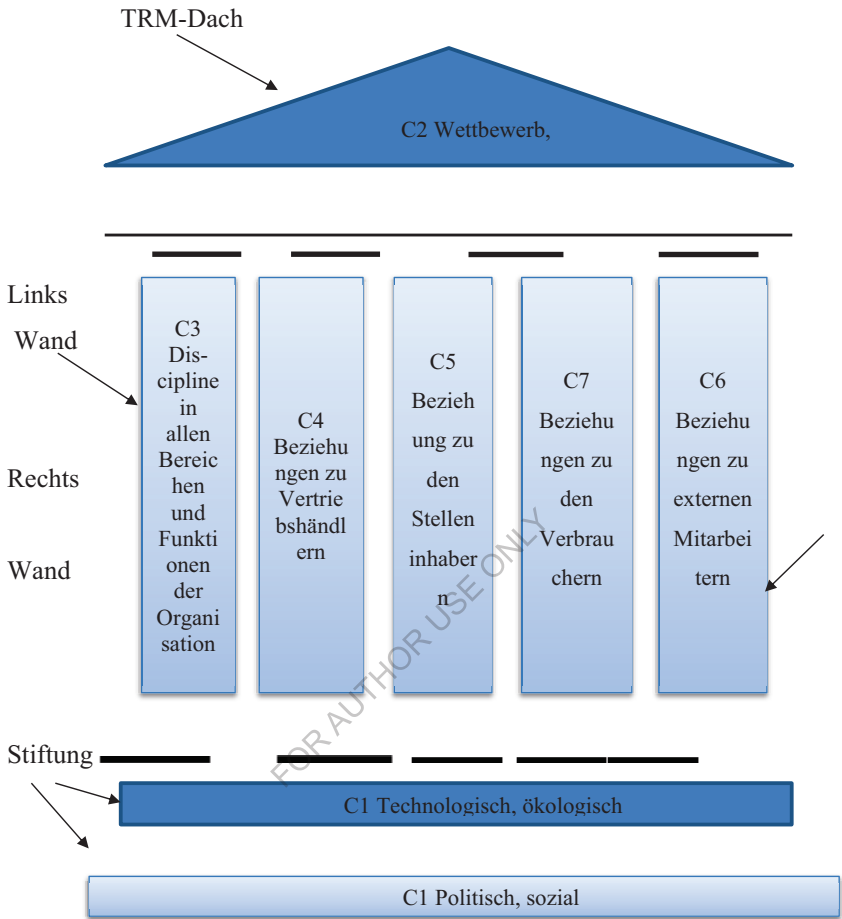 TRM-Dach
C2 Wettbewerb,
Links
Wand
Rechts
Wand
C3
Dis-
cipline
in
allen
Bereic
hen
und
Funkti
onen
der
Organi
sation
C4
Beziehu
ngen zu
Vertrie
bshändl
ern
C5
Bezieh
ung zu
den
Stellen
inhaber
n
C7
Beziehu
ngen zu
den
Verbrau
chern
C6
Beziehu
ngen zu
externen
Mitarbei
tern
FOR AUTHOR USE ONLY
Stiftung
C1 Technologisch, ökologisch
C1 Politisch, sozial